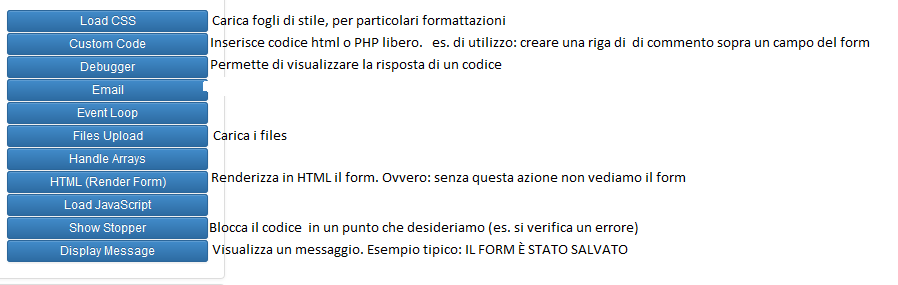 Load CSS Carica fogli di stile, per particolari formattazioni
Custom Code Inserisce codice html o PHP libero. es. di utilizzo: creare una riga di di commento sopra un campo del form
Debugger Permette di visualizzare la risposta di un codice
Email
Event Loop
Files Upload Carica i files
Handle Arrays
HTML (Render Form) Renderizza in HTML il form. Ovvero: senza questa azione non vediamo il form
Load JavaScript
Show Stopper Blocca il codice in un punto che desideriamo (es. si verifica un errore)
Display Message Visualizza un messaggio. Esempio tipico: IL FORM È STATO SALVATO